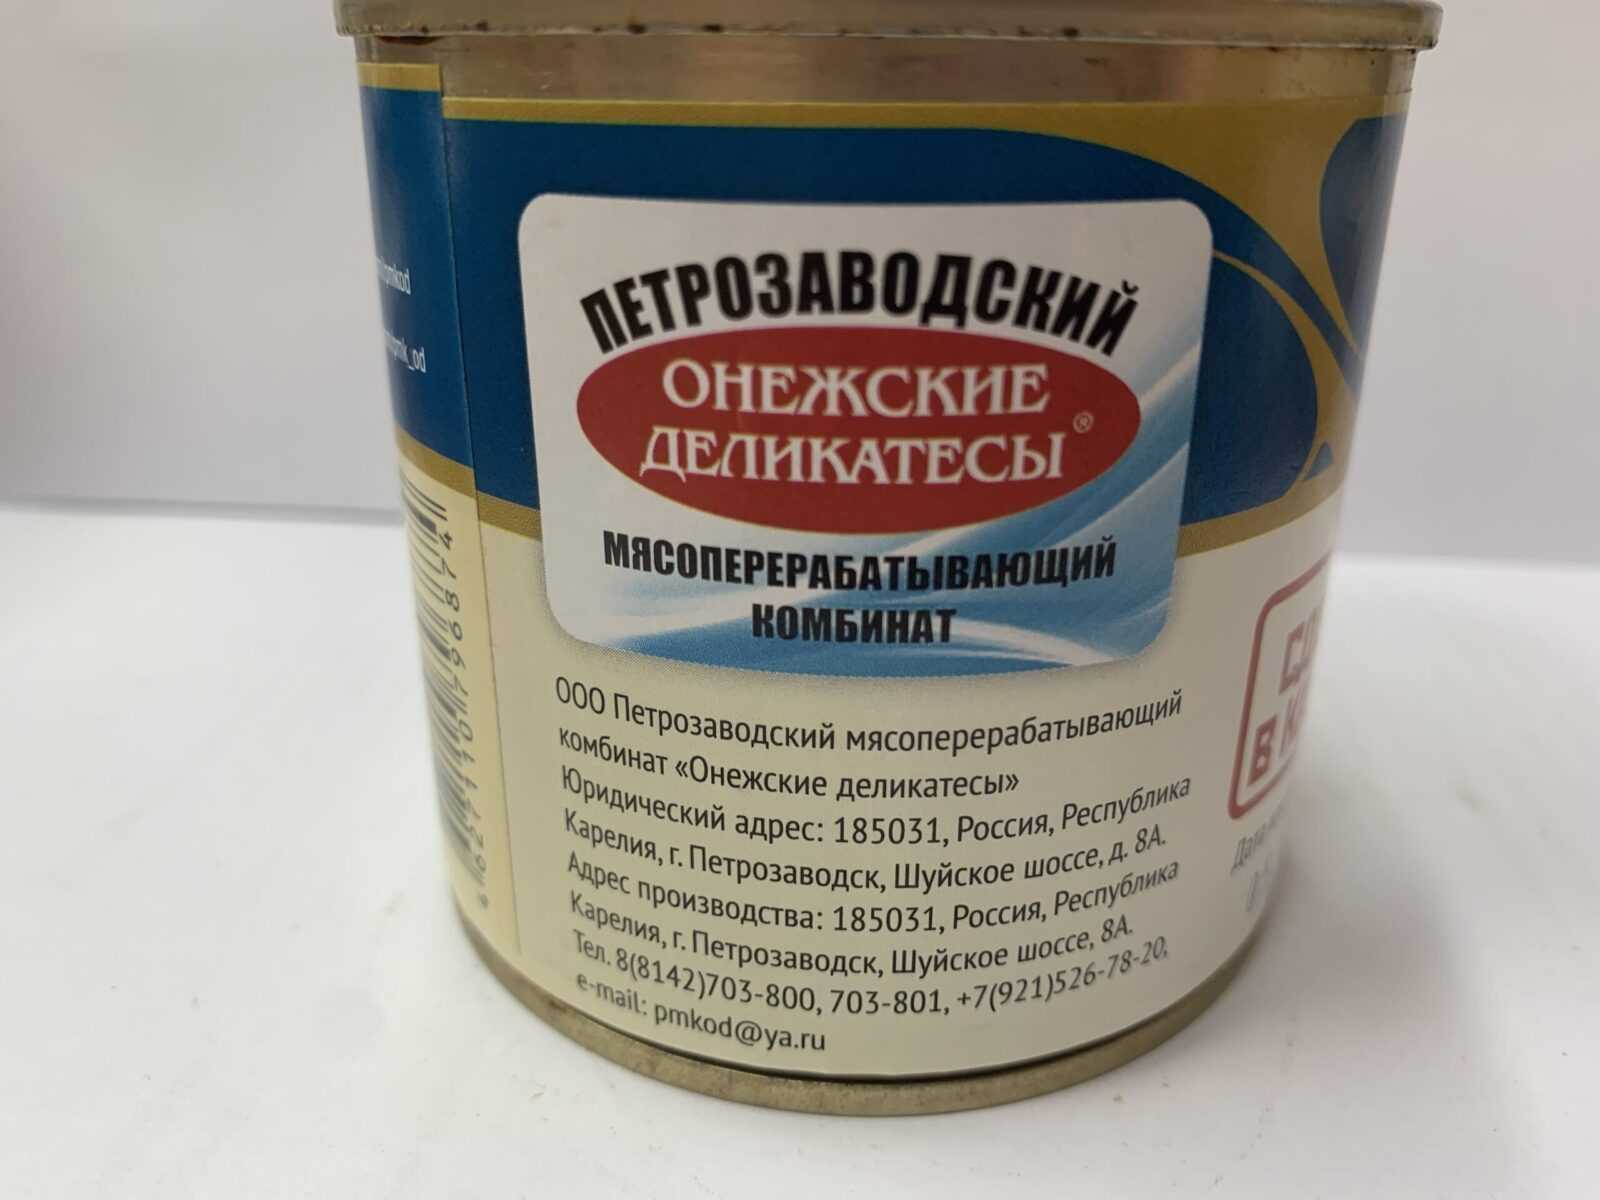 ПЕТРОЗАВОДСКИЙ
ОНЕЖСКИЕ
ДЕЛИКАТЕСЫ®
МЯСОПЕРЕРАБАТЫВАЮЩИЙ
КОМБИНАТ
ООО Петрозаводский мясоперерабатывающий
комбинат «Онежские деликатесы»
Юридический адрес: 185031, Россия, Республика
Карелия, г. Петрозаводск, Шуйское шоссе, д. 8А.
Адрес производства: 185031, Россия, Республика
Карелия, г. Петрозаводск, Шуйское шоссе, 8А.
Тел. 8(8142)703-800, 703-801, +7(921)526-78-20,
e-mail: pmkod@ya.ru
pmkod
pmk_od
В